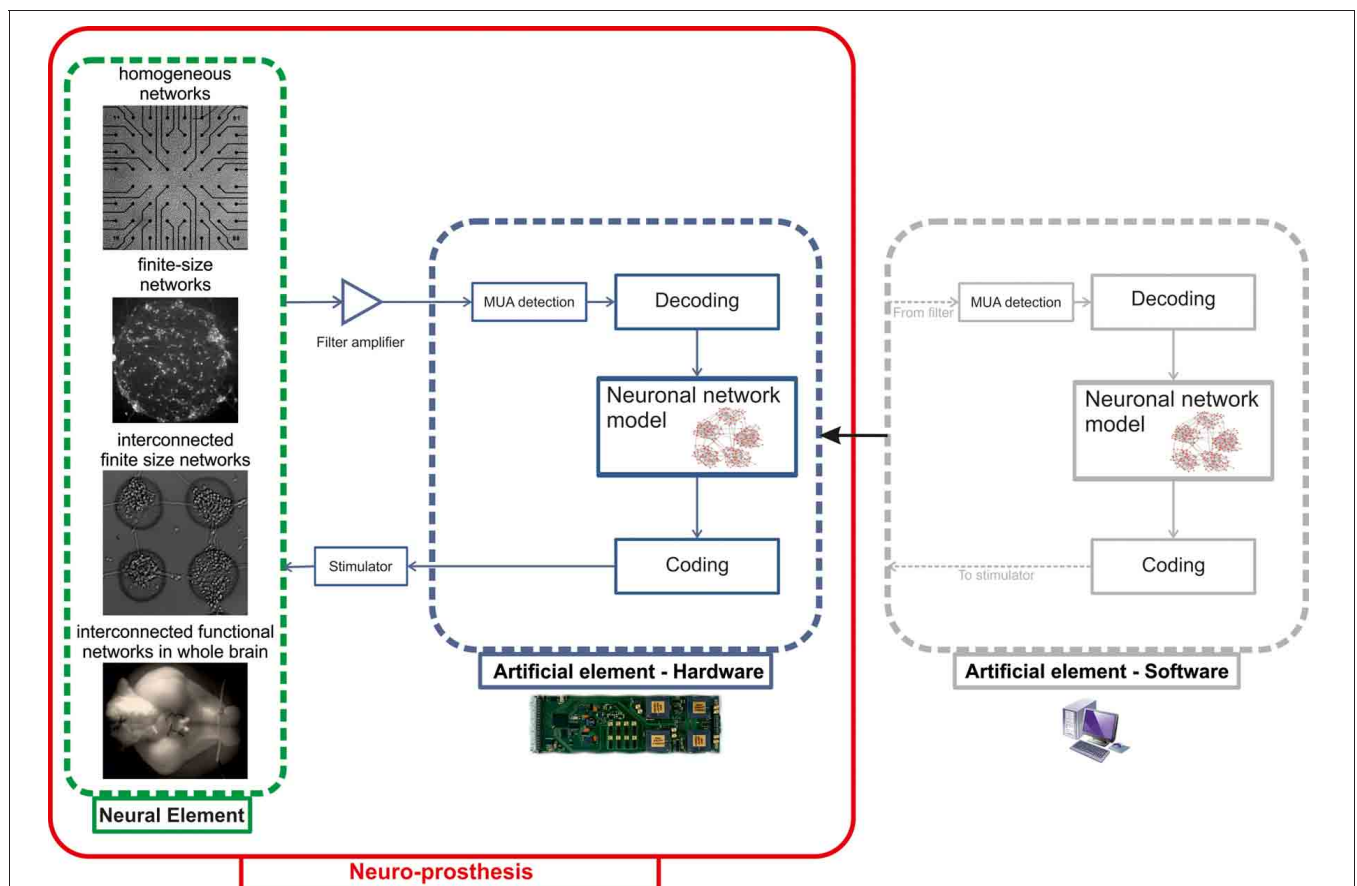 homogeneous
networks
finite-size
networks
interconnected
finite size networks
interconnected functional
networks in whole brain
Neural Element
Filter amplifier
MUA detection
Decoding
Neuronal network
model
Coding
Stimulator
Artificial element - Hardware
From filter
MUA detection
Decoding
Neuronal network
model
Coding
To stimulator
Artificial element - Software
Neuro-prosthesis